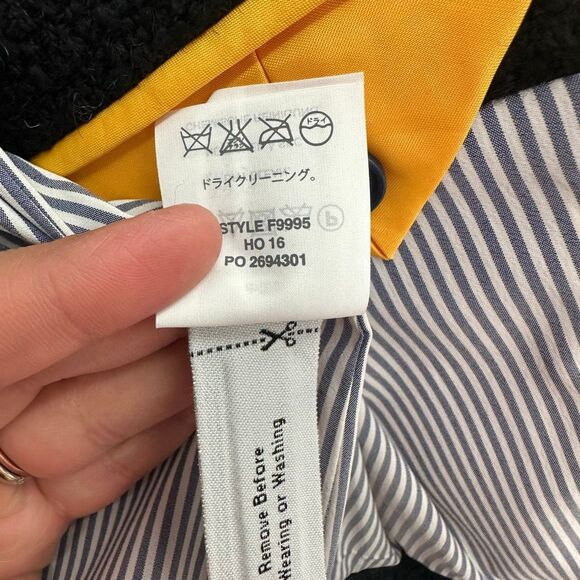 ドライ
ドライクリーニング。
STYLE F9995
HO 16
PO 2694301
Remove Before
Wearing or Washing